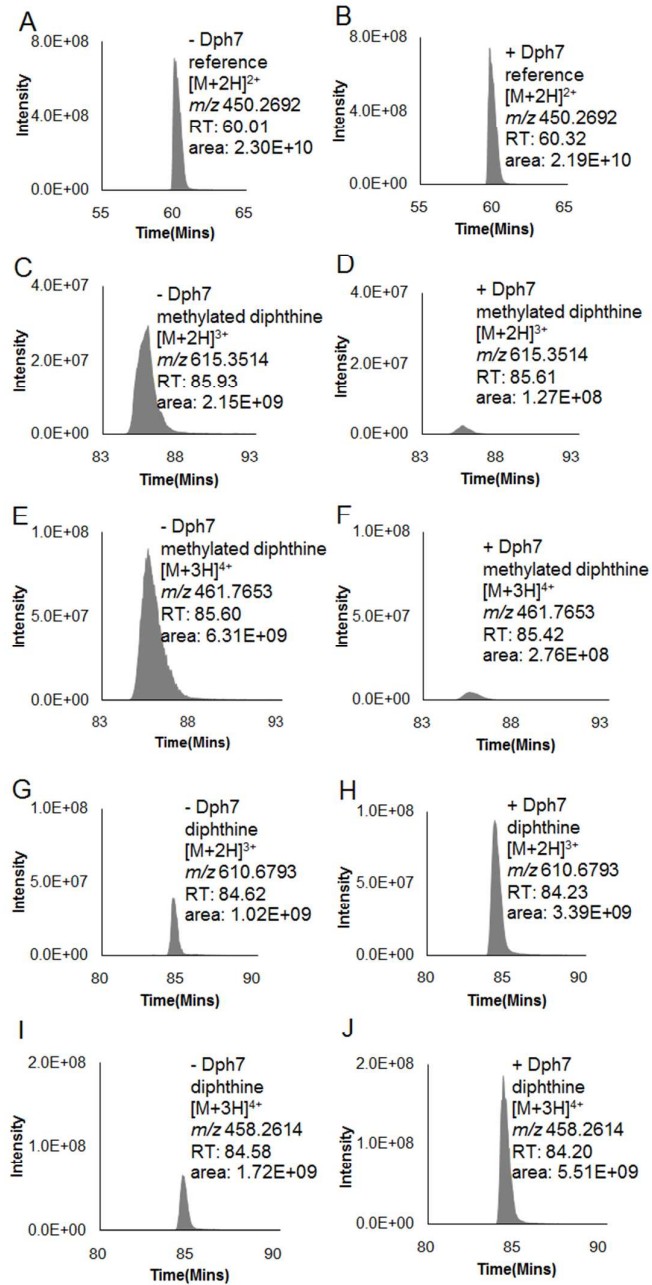 A
- Dph7
reference
[M+2H]2+
m/z 450.2692
RT: 60.01
area: 2.30E+10
8.0E+08
4.0E+08
0.0E+00
Intensity
55 60 65
Time(Mins)
B
+ Dph7
reference
[M+2H]2+
m/z 450.2692
RT: 60.32
area: 2.19E+10
8.0E+08
4.0E+08
0.0E+00
Intensity
55 60 65
Time(Mins)
C
- Dph7
methylated diphthine
[M+2H]3+
m/z 615.3514
RT: 85.93
area: 2.15E+09
4.0E+07
2.0E+07
0.0E+00
Intensity
83 88 93
Time(Mins)
D
+ Dph7
methylated diphthine
[M+2H]3+
m/z 615.3514
RT: 85.61
area: 1.27E+08
4.0E+07
2.0E+07
0.0E+00
Intensity
83 88 93
Time(Mins)
E
- Dph7
methylated diphthine
[M+3H]4+
m/z 461.7653
RT: 85.60
area: 6.31E+09
1.0E+08
5.0E+07
0.0E+00
Intensity
83 88 93
Time(Mins)
F
+ Dph7
methylated diphthine
[M+3H]4+
m/z 461.7653
RT: 85.42
area: 2.76E+08
1.0E+08
5.0E+07
0.0E+00
Intensity
83 88 93
Time(Mins)
G
- Dph7
diphthine
[M+2H]3+
m/z 610.6793
RT: 84.62
area: 1.02E+09
1.0E+08
5.0E+07
0.0E+00
Intensity
80 85 90
Time(Mins)
H
+ Dph7
diphthine
[M+2H]3+
m/z 610.6793
RT: 84.23
area: 3.39E+09
1.0E+08
5.0E+07
0.0E+00
Intensity
80 85 90
Time(Mins)
I
- Dph7
diphthine
[M+3H]4+
m/z 458.2614
RT: 84.58
area: 1.72E+09
2.0E+08
1.0E+08
0.0E+00
Intensity
80 85 90
Time(Mins)
J
+ Dph7
diphthine
[M+3H]4+
m/z 458.2614
RT: 84.20
area: 5.51E+09
2.0E+08
1.0E+08
0.0E+00
Intensity
80 85 90
Time(Mins)